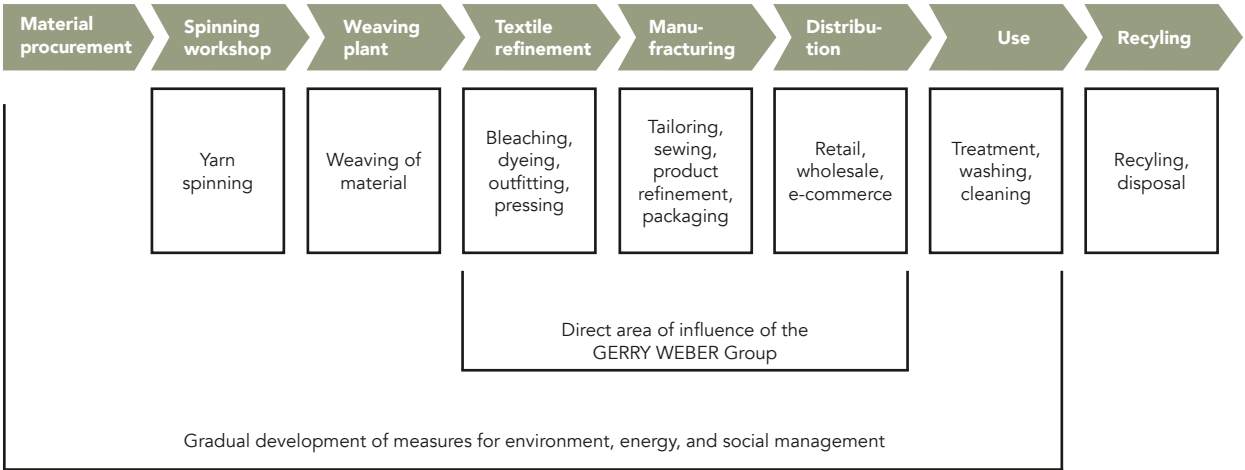 Material
procurement
Spinning
workshop
Weaving
plant
Textile
refinement
Manu-
fracturing
Distribu-
tion
Use
Recyling
Yarn
spinning
Weaving of
material
Bleaching,
dyeing,
outfitting,
pressing
Tailoring,
sewing,
product
refinement,
packaging
Retail,
wholesale,
e-commerce
Treatment,
washing,
cleaning
Recyling,
disposal
Direct area of influence of the
GERRY WEBER Group
Gradual development of measures for environment, energy, and social management